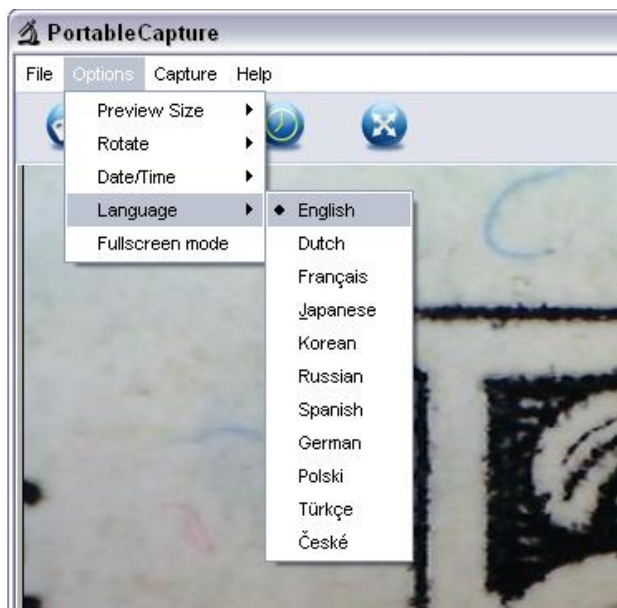 PortableCapture
File Options Capture Help
Preview Size
Rotate
Date/Time
Language
Fullscreen mode
English
Dutch
Français
Japanese
Korean
Russian
Spanish
German
Polski
Türkçe
České